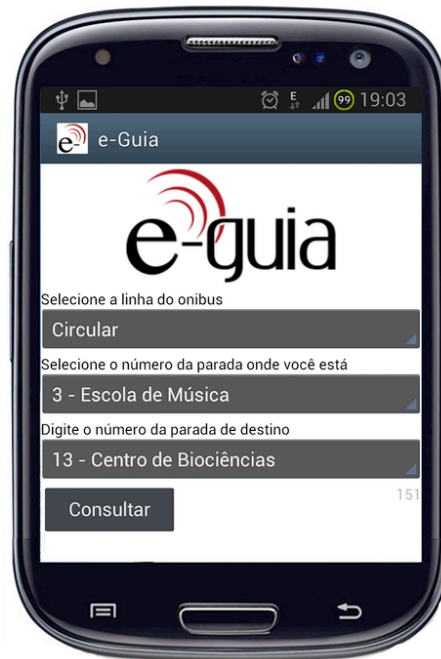 E
99
19:03
e-
e-Guia
e-guia
Selecione a linha do onibus
Circular
Selecione o número da parada onde você está
3 - Escola de Música
Digite o número da parada de destino
13 - Centro de Biociências
151
Consultar